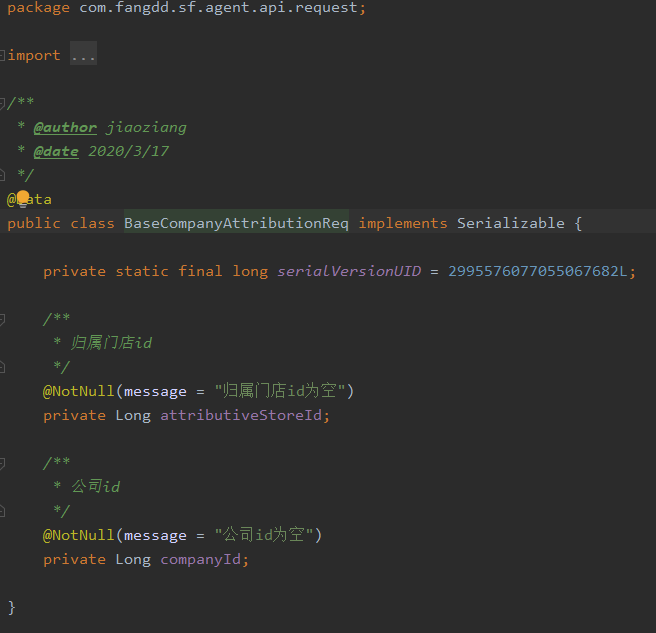 package com.fangdd.sf.agent.api.request;
import ...
/**
* @author jiaoziang
* @date 2020/3/17
*/
@Data
public class BaseCompanyAttributionReq implements Serializable {
private static final long serialVersionUID = 2995576077055067682L;
/**
* 归属门店id
*/
@NotNull(message = "归属门店id为空")
private Long attributiveStoreId;
/**
* 公司id
*/
@NotNull(message = "公司id为空")
private Long companyId;
}